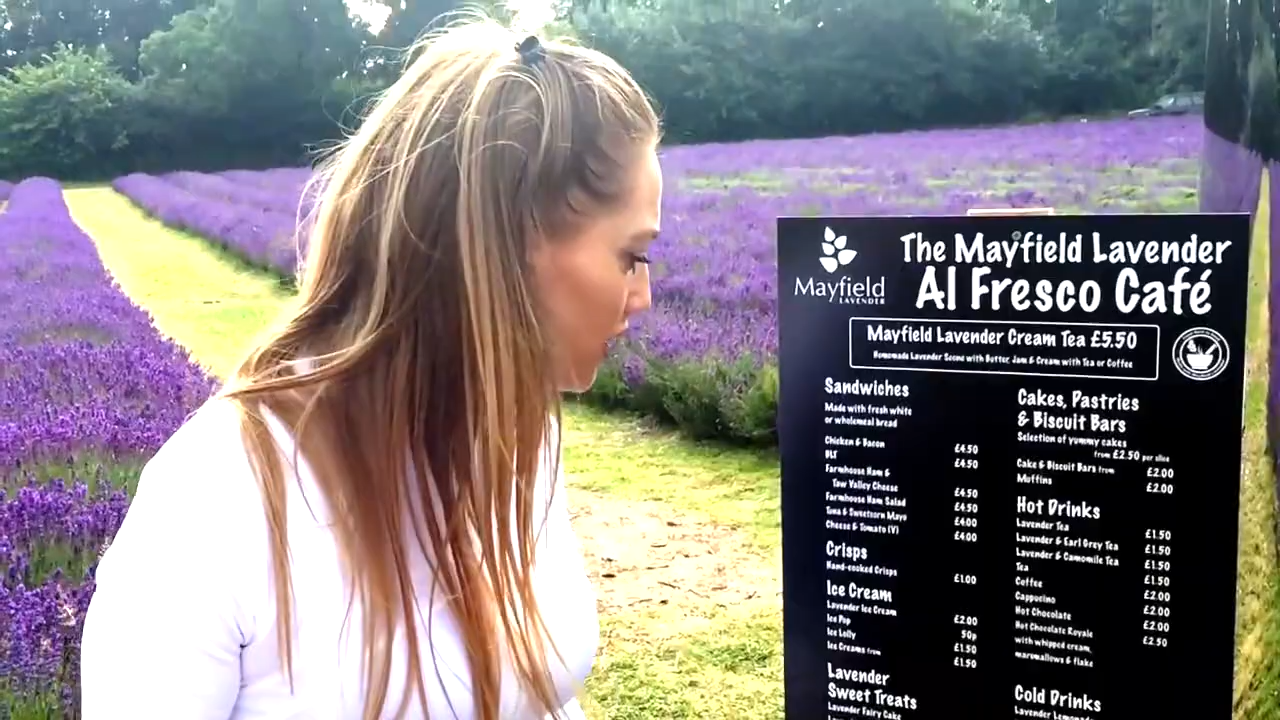 Mayfield
LAVENDER
The Mayfield Lavender
Al Fresco Café
Mayfield Lavender Cream Tea £5.50
Homemade Lavender Scone with Butter, Jam & Cream with Tea or Coffee
Sandwiches
Made with fresh white
or wholemeal bread
Chicken & Bacon £4.50
BLT £4.50
Farmhouse Ham &
Taw Valley Cheese £4.50
Farmhouse Ham Salad £4.50
Tuna & Sweetcorn Mayo £4.00
Cheese & Tomato (V) £4.00
Crisps
Hand-cooked Crisps £1.00
Ice Cream
Lavender Ice Cream £2.00
Ice Pop 50p
Ice Lolly £1.50
Ice Creams from £1.50
Lavender
Sweet Treats
Lavender Fairy Cake
Cakes, Pastries
& Biscuit Bars
Selection of yummy cakes
from £2.50 per slice
Cake & Biscuit Bars from £2.00
Muffins £2.00
Hot Drinks
Lavender Tea £1.50
Lavender & Earl Grey Tea £1.50
Lavender & Camomile Tea £1.50
Tea £1.50
Coffee £2.00
Cappucino £2.00
Hot Chocolate £2.00
Hot Chocolate Royale £2.50
with whipped cream,
marsmallows & flake
Cold Drinks
Lavender Lemonade